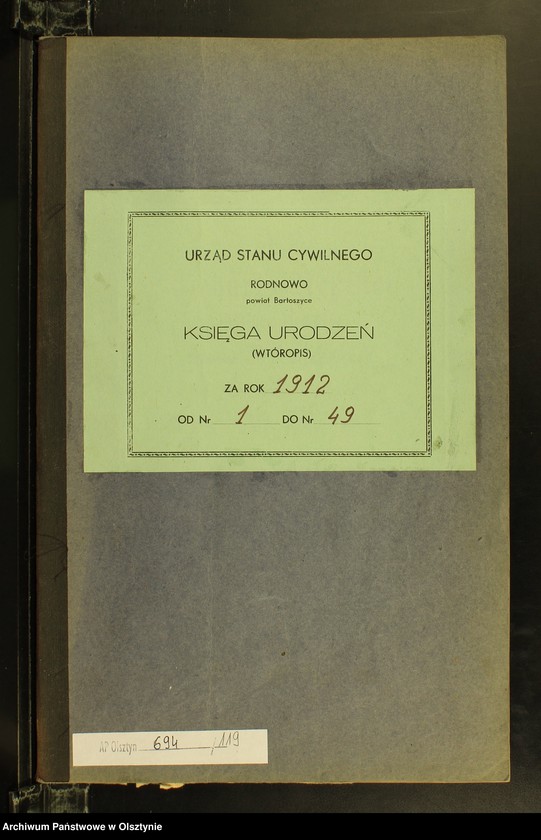 URZĄD STANU CYWILNEGO
RODNOWO
powiat Bartoszyce
KSIĘGA URODZEŃ
(WTÓROPIS)
ZA ROK 1912
OD Nr 1 DO Nr 49
AP Olsztyn 694 / 119
Archiwum Państwowe w Olsztynie